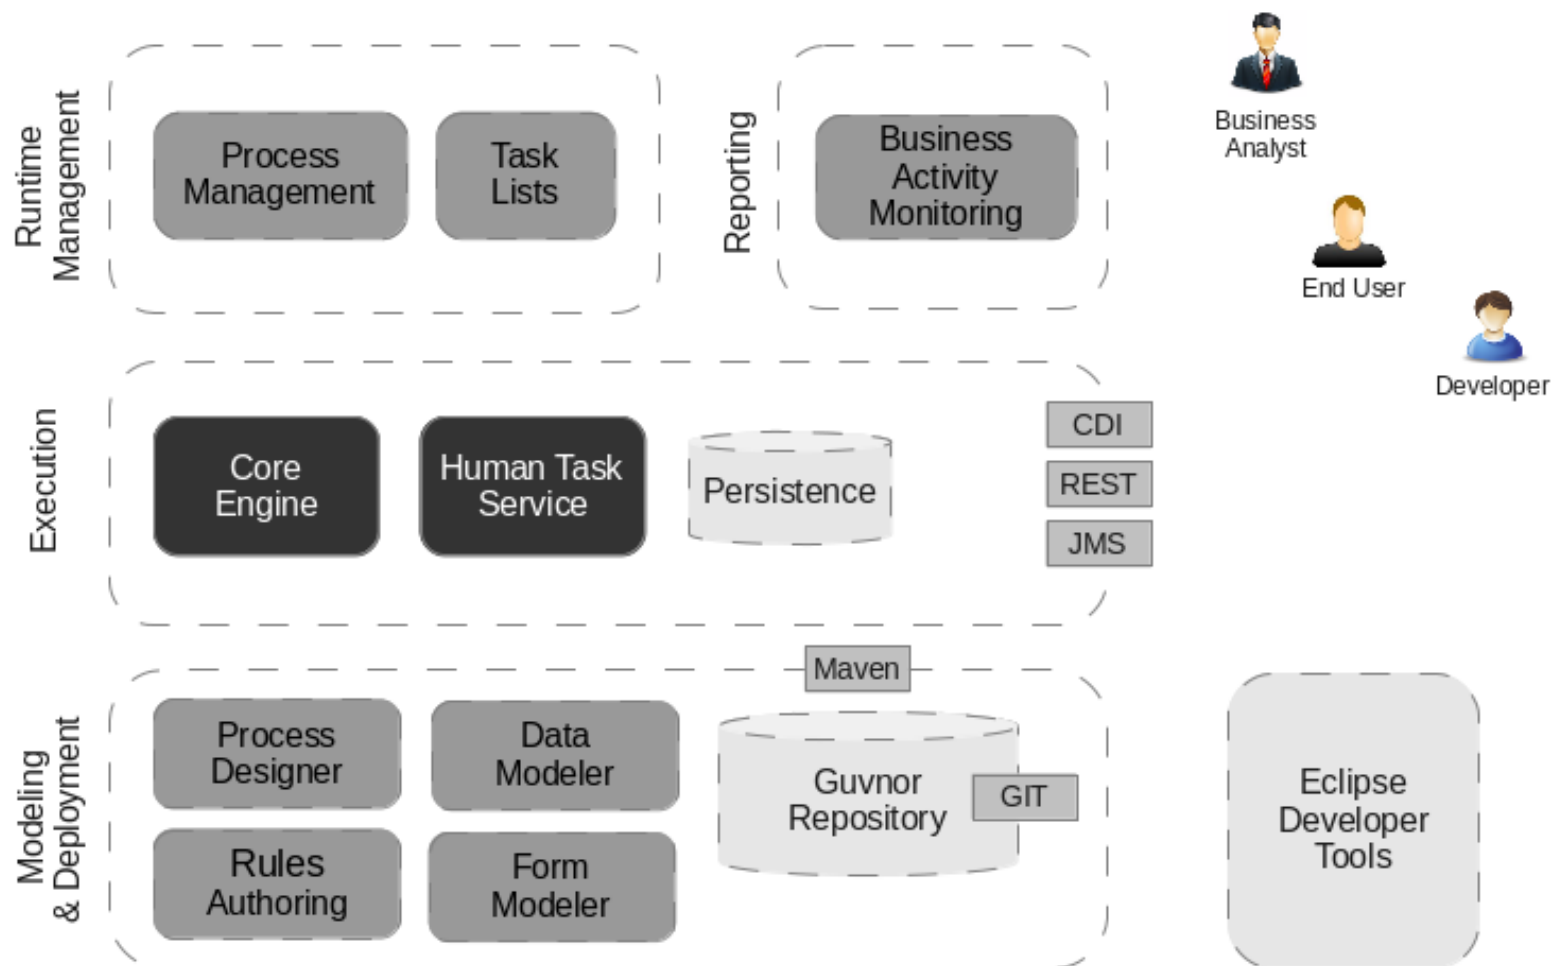 Runtime
Management
Process
Management
Task
Lists
Reporting
Business
Activity
Monitoring
Business
Analyst
End User
Developer
Execution
Core
Engine
Human Task
Service
Persistence
CDI
REST
JMS
Modeling
& Deployment
Process
Designer
Data
Modeler
Rules
Authoring
Form
Modeler
Maven
Guvnor
Repository
GIT
Eclipse
Developer
Tools